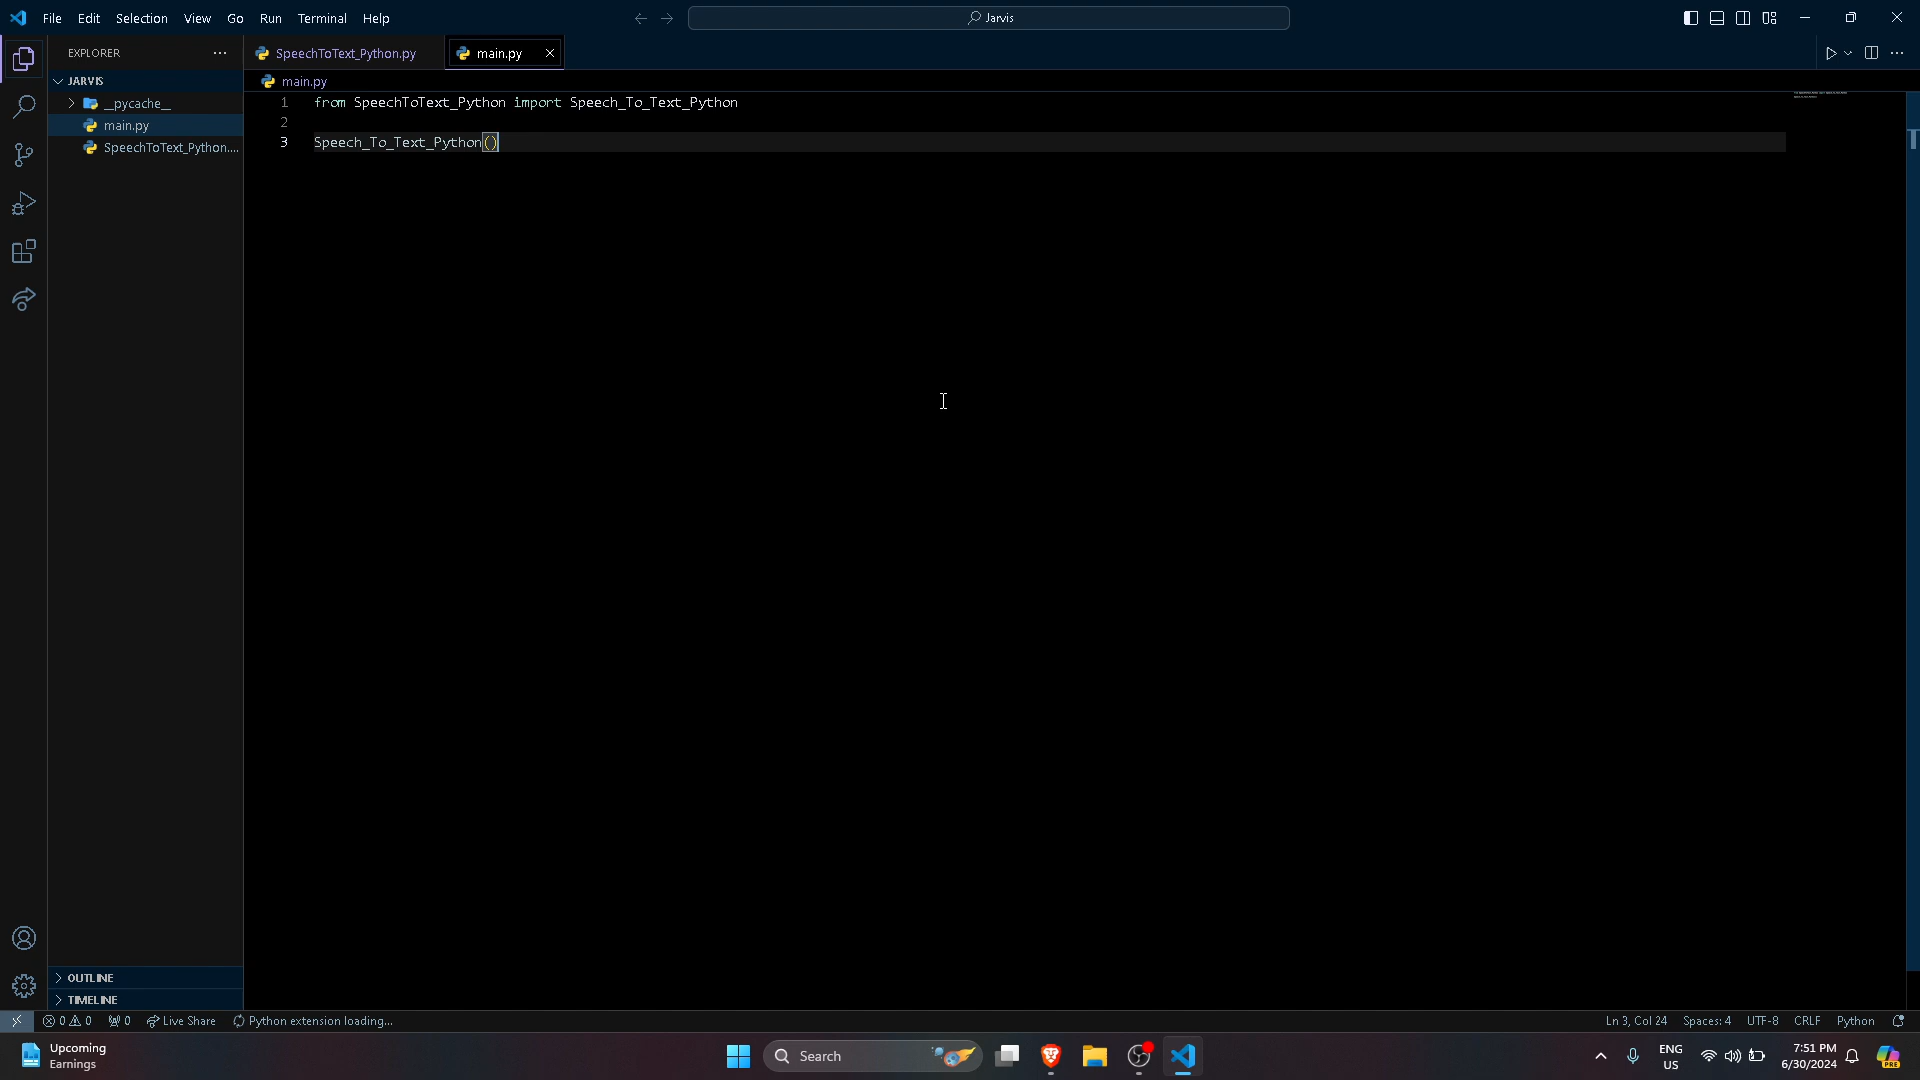 File Edit Selection View Go Run Terminal Help
Jarvis
EXPLORER
SpeechToText_Python.py
main.py
JARVIS
main.py
__pycache__
main.py
SpeechToText_Python....
1 from SpeechToText_Python import Speech_To_Text_Python
2
3 Speech_To_Text_Python()
OUTLINE
TIMELINE
0 0 0 Live Share Python extension loading...
Ln 3, Col 24 Spaces: 4 UTF-8 CRLF Python
Upcoming
Earnings
Search
ENG
US
7:51 PM
6/30/2024
PRE